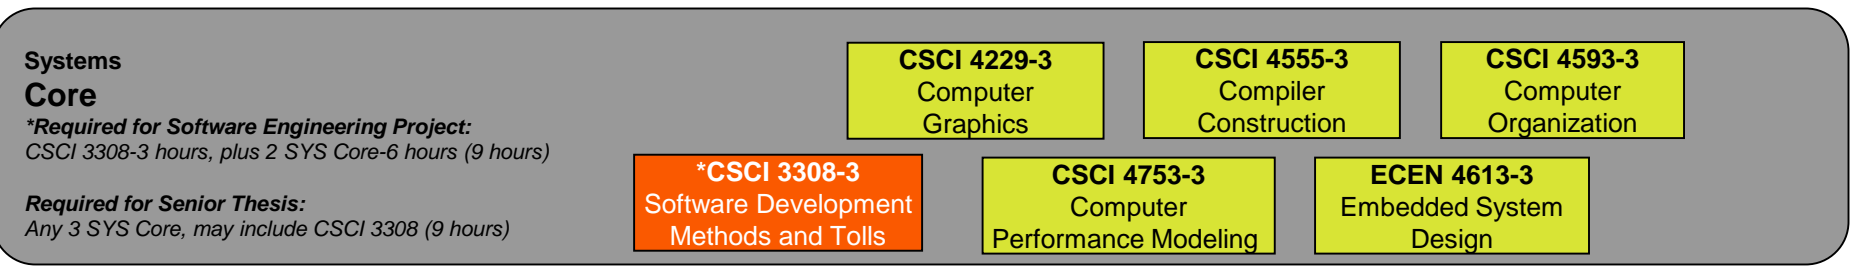 Systems
Core
*Required for Software Engineering Project:
CSCI 3308-3 hours, plus 2 SYS Core-6 hours (9 hours)
Required for Senior Thesis:
Any 3 SYS Core, may include CSCI 3308 (9 hours)
CSCI 4229-3
Computer
Graphics
CSCI 4555-3
Compiler
Construction
CSCI 4593-3
Computer
Organization
*CSCI 3308-3
Software Development
Methods and Tolls
CSCI 4753-3
Computer
Performance Modeling
ECEN 4613-3
Embedded System
Design